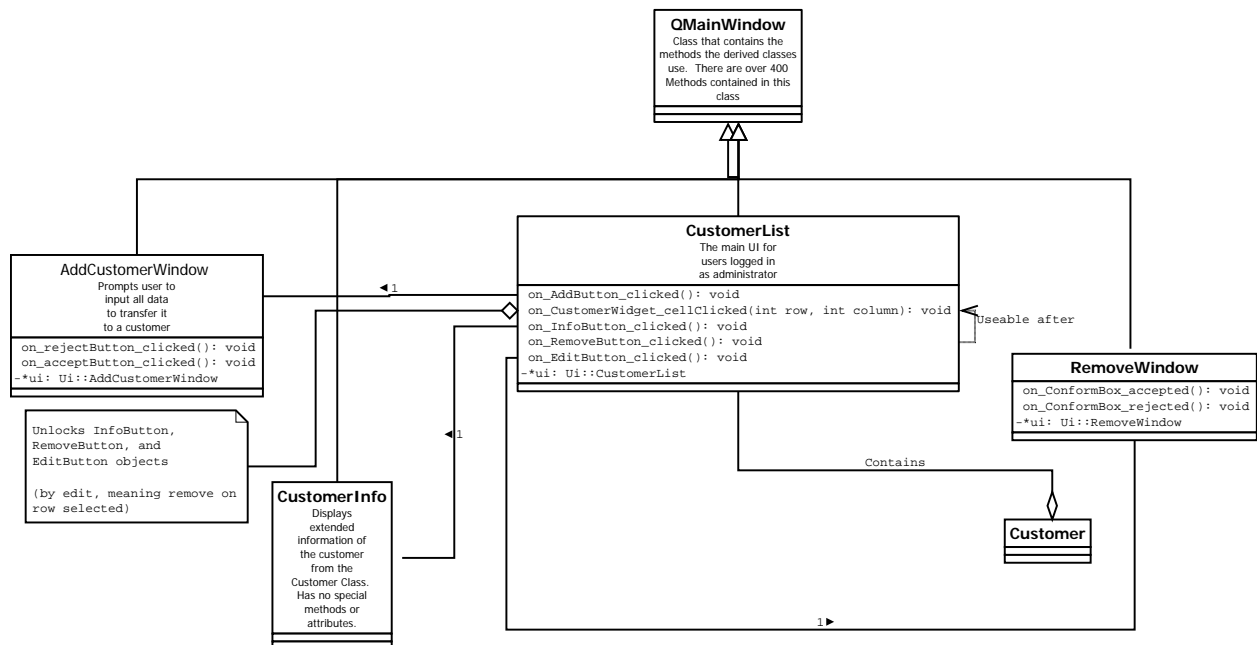 QMainWindow
Class that contains the
methods the derived classes
use. There are over 400
Methods contained in this
class
CustomerList
The main UI for
users logged in
as administrator
on_AddButton_clicked(): void
on_CustomerWidget_cellClicked(int row, int column): void
on_InfoButton_clicked(): void
on_RemoveButton_clicked(): void
on_EditButton_clicked(): void
-*ui: Ui::CustomerList
Useable after
AddCustomerWindow
Prompts user to
input all data
to transfer it
to a customer
on_rejectButton_clicked(): void
on_acceptButton_clicked(): void
-*ui: Ui::AddCustomerWindow
◄ 1
RemoveWindow
on_ConformBox_accepted(): void
on_ConformBox_rejected(): void
-*ui: Ui::RemoveWindow
Unlocks InfoButton,
RemoveButton, and
EditButton objects
(by edit, meaning remove on
row selected)
◄ 1
Contains
CustomerInfo
Displays
extended
information of
the customer
from the
Customer Class.
Has no special
methods or
attributes.
Customer
1 ►